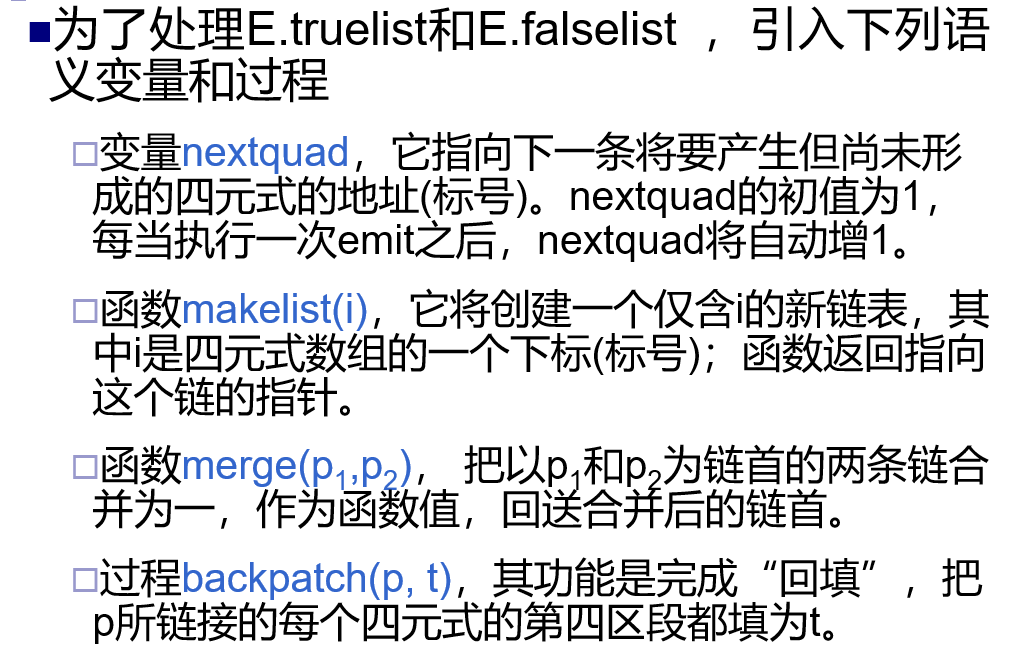 ■为了处理E.truelist和E.falselist ，引入下列语
义变量和过程
□变量nextquad，它指向下一条将要产生但尚未形
成的四元式的地址(标号)。nextquad的初值为1，
每当执行一次emit之后，nextquad将自动增1。
□函数makelist(i)，它将创建一个仅含i的新链表，其
中i是四元式数组的一个下标(标号)；函数返回指向
这个链的指针。
□函数merge(p₁,p₂)， 把以p₁和p₂为链首的两条链合
并为一，作为函数值，回送合并后的链首。
□过程backpatch(p, t)，其功能是完成“回填”，把
p所链接的每个四元式的第四区段都填为t。